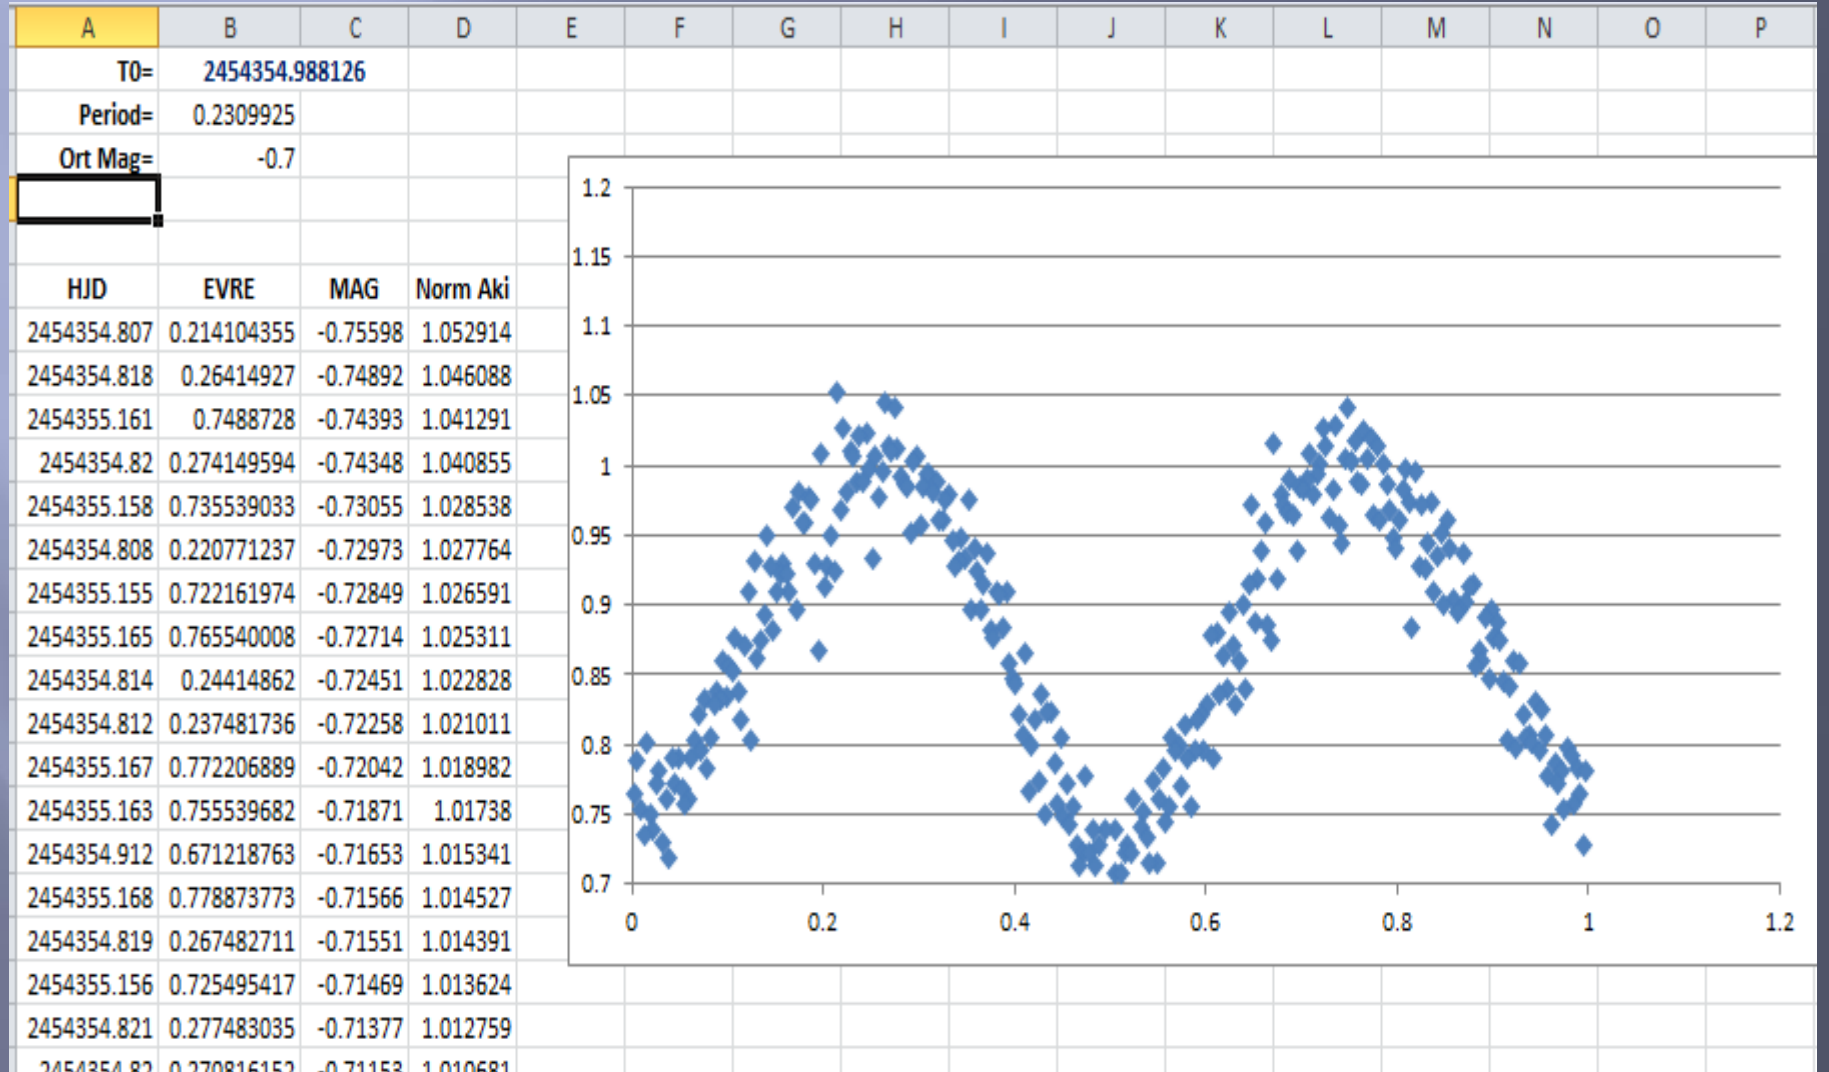 A B C D E F G H I J K L M N O P
T0= 2454354.988126
Period= 0.2309925
Ort Mag= -0.7
HJD EVRE MAG Norm Aki
2454354.807 0.214104355 -0.75598 1.052914
2454354.818 0.26414927 -0.74892 1.046088
2454355.161 0.7488728 -0.74393 1.041291
2454354.82 0.274149594 -0.74348 1.040855
2454355.158 0.735539033 -0.73055 1.028538
2454354.808 0.220771237 -0.72973 1.027764
2454355.155 0.722161974 -0.72849 1.026591
2454355.165 0.765540008 -0.72714 1.025311
2454354.814 0.24414862 -0.72451 1.022828
2454354.812 0.237481736 -0.72258 1.021011
2454355.167 0.772206889 -0.72042 1.018982
2454355.163 0.755539682 -0.71871 1.01738
2454354.912 0.671218763 -0.71653 1.015341
2454355.168 0.778873773 -0.71566 1.014527
2454354.819 0.267482711 -0.71551 1.014391
2454355.156 0.725495417 -0.71469 1.013624
2454354.821 0.277483035 -0.71377 1.012759
2454354.82 0.270816152 -0.71153 1.010681
1.2
1.15
1.1
1.05
1
0.95
0.9
0.85
0.8
0.75
0.7
0 0.2 0.4 0.6 0.8 1 1.2